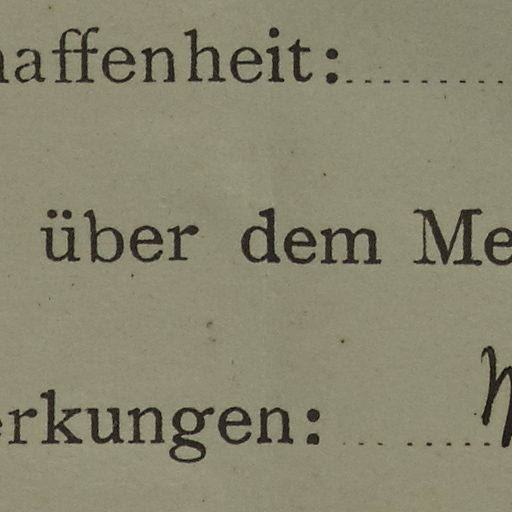 haffenheit:
über dem Me
erkungen: